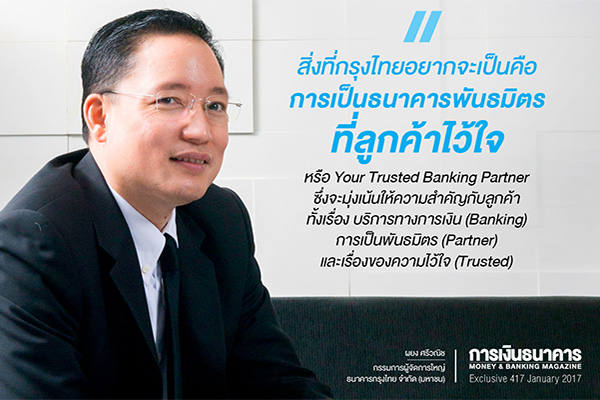 สิ่งที่กรุงไทยอยากจะเป็นคือ
การเป็นธนาคารพันธมิตร
ที่ลูกค้าไว้ใจ
หรือ Your Trusted Banking Partner
ซึ่งจะมุ่งเน้นให้ความสำคัญกับลูกค้า
ทั้งเรื่อง บริการทางการเงิน (Banking)
การเป็นพันธมิตร (Partner)
และเรื่องของความไว้ใจ (Trusted)
ผยง ศรีวณิช
กรรมการผู้จัดการใหญ่
ธนาคารกรุงไทย จำกัด (มหาชน)
การเงินธนาคาร
MONEY & BANKING MAGAZINE
Exclusive 417 January 2017